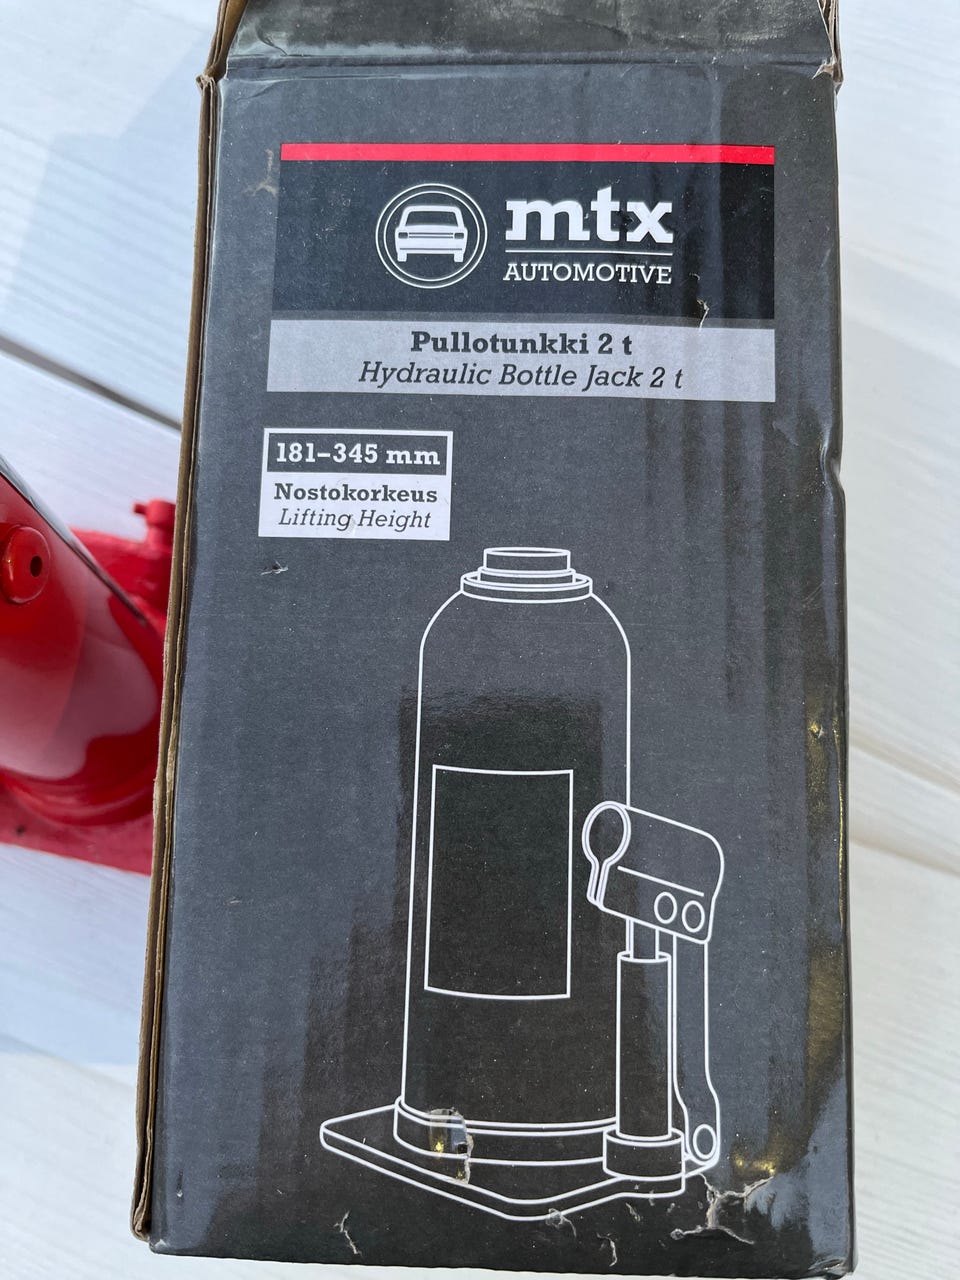 mtx
AUTOMOTIVE
Pullotunkki 2 t
Hydraulic Bottle Jack 2 t
181–345 mm
Nostokorkeus
Lifting Height